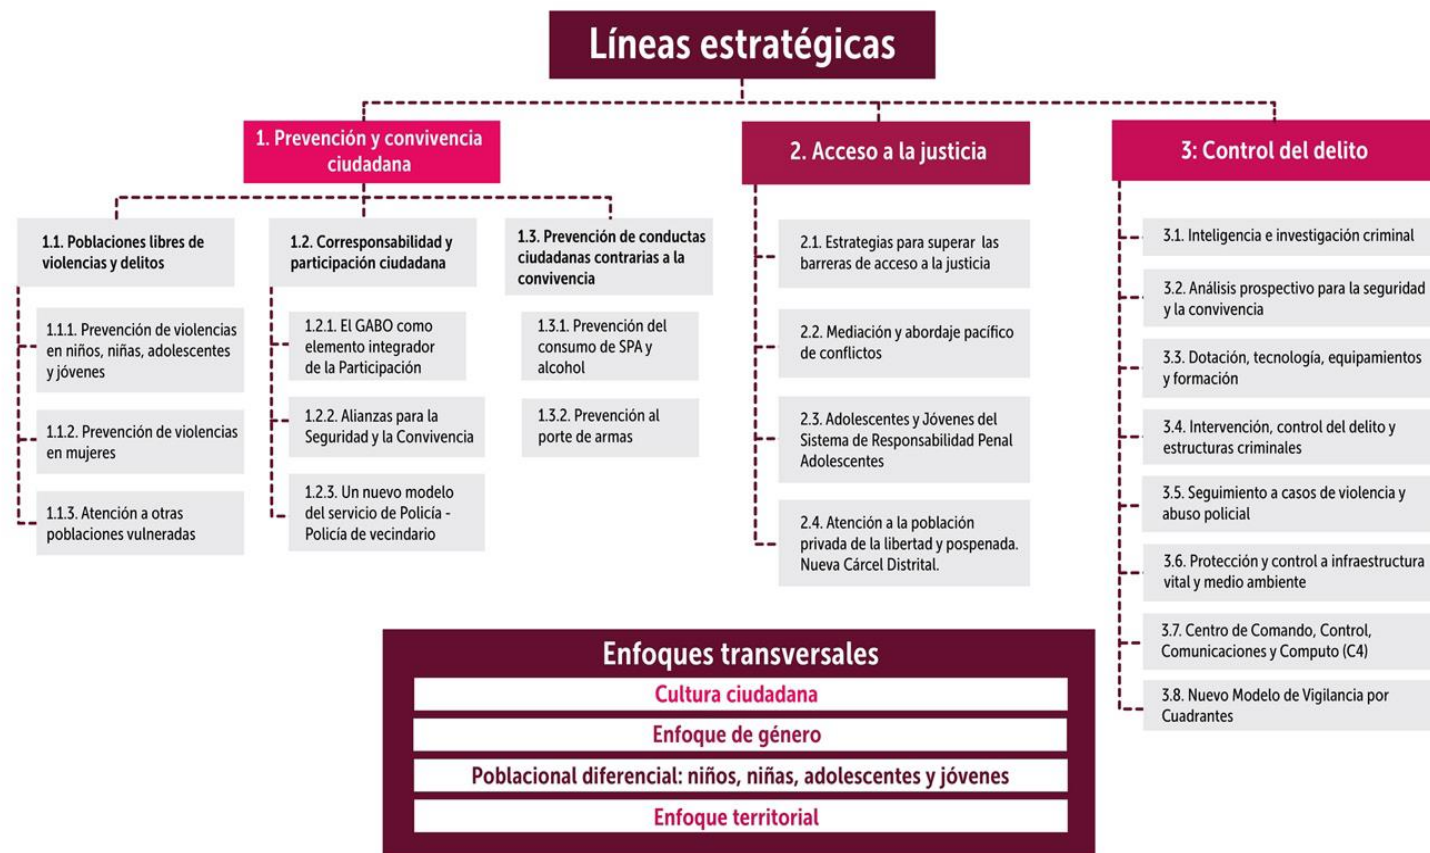 Líneas estratégicas
1. Prevención y convivencia
ciudadana
1.1. Poblaciones libres de
violencias y delitos
1.1.1. Prevención de violencias
en niños, niñas, adolescentes
y jóvenes
1.1.2. Prevención de violencias
en mujeres
1.1.3. Atención a otras
poblaciones vulneradas
1.2. Corresponsabilidad y
participación ciudadana
1.2.1. El GABO como
elemento integrador
de la Participación
1.2.2. Alianzas para la
Seguridad y la Convivencia
1.2.3. Un nuevo modelo
del servicio de Policía -
Policía de vecindario
1.3. Prevención de conductas
ciudadanas contrarias a la
convivencia
1.3.1. Prevención del
consumo de SPA y
alcohol
1.3.2. Prevención al
porte de armas
2. Acceso a la justicia
2.1. Estrategias para superar las
barreras de acceso a la justicia
2.2. Mediación y abordaje pacífico
de conflictos
2.3. Adolescentes y Jóvenes del
Sistema de Responsabilidad Penal
Adolescentes
2.4. Atención a la población
privada de la libertad y pospenada.
Nueva Cárcel Distrital.
3: Control del delito
3.1. Inteligencia e investigación criminal
3.2. Análisis prospectivo para la seguridad
y la convivencia
3.3. Dotación, tecnología, equipamientos
y formación
3.4. Intervención, control del delito y
estructuras criminales
3.5. Seguimiento a casos de violencia y
abuso policial
3.6. Protección y control a infraestructura
vital y medio ambiente
3.7. Centro de Comando, Control,
Comunicaciones y Computo (C4)
3.8. Nuevo Modelo de Vigilancia por
Cuadrantes
Enfoques transversales
Cultura ciudadana
Enfoque de género
Poblacional diferencial: niños, niñas, adolescentes y jóvenes
Enfoque territorial